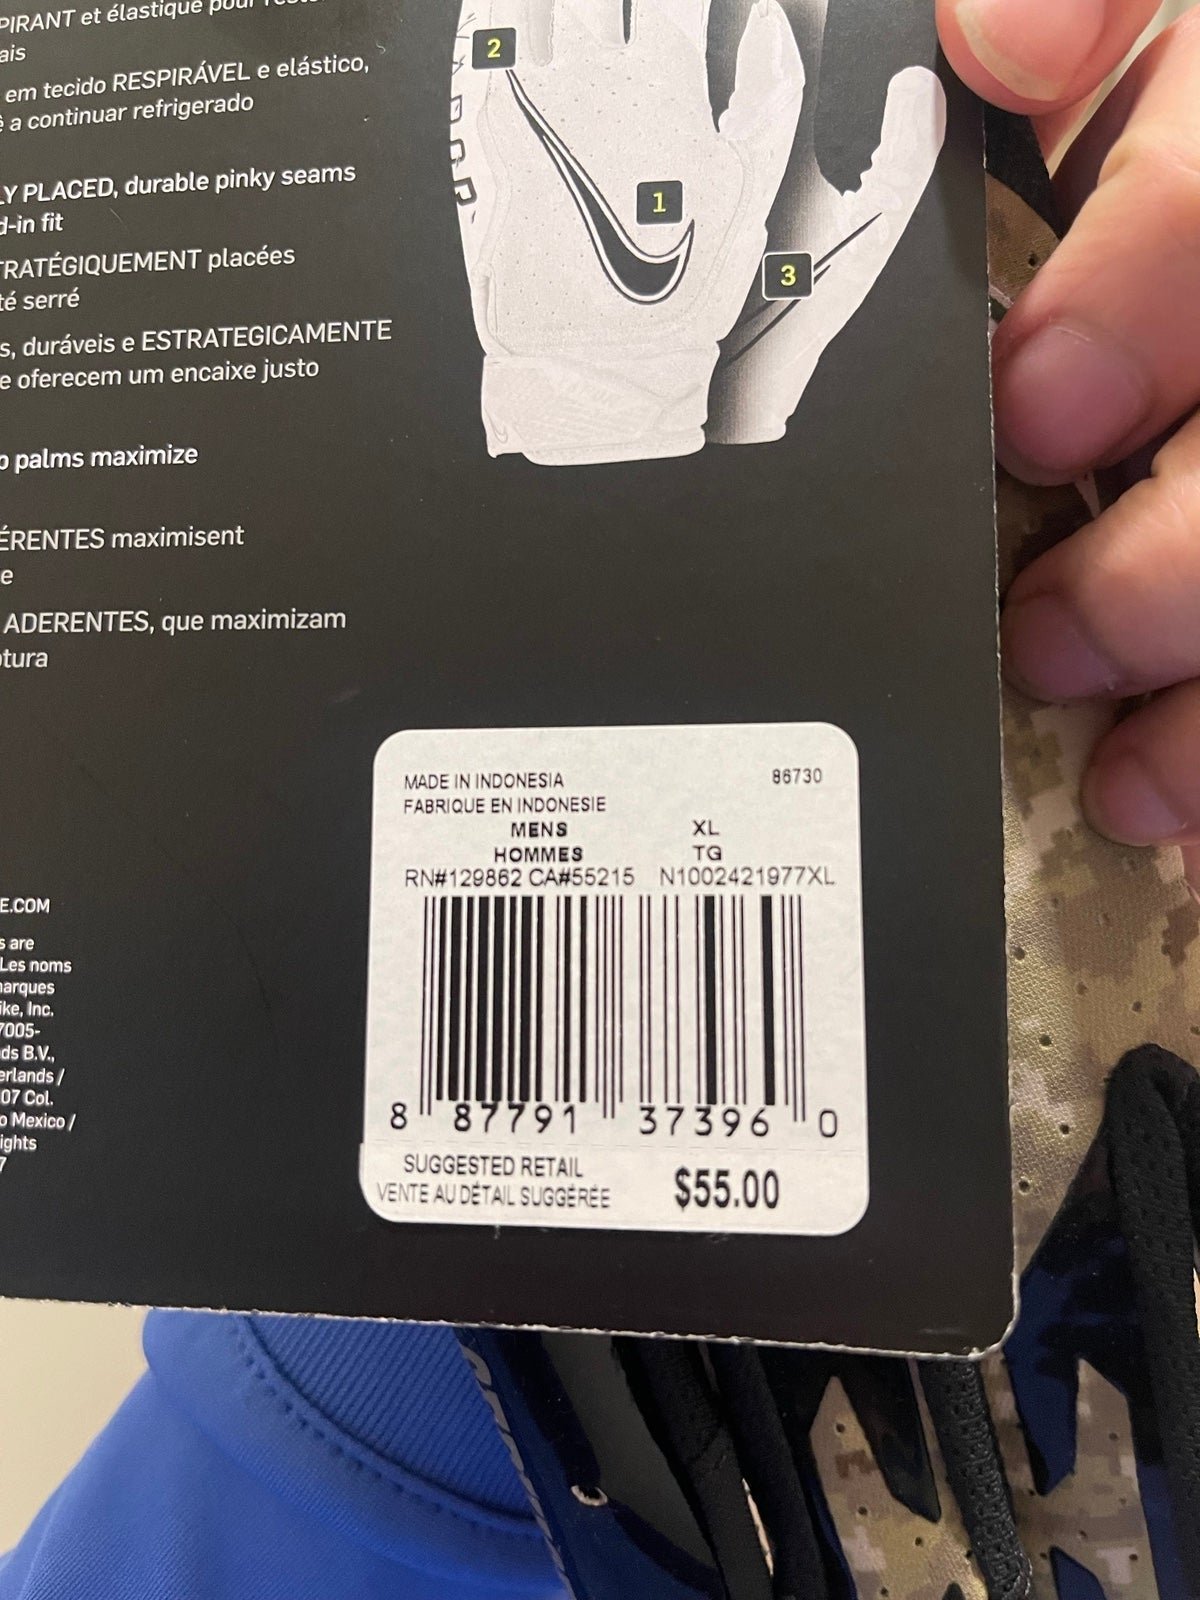 et élastique pour
ais
em tecido RESPIRÁVEL e elástico,
ê a continuar refrigerado
LY PLACED, durable pinky seams
d-in fit
TRATÉGIQUEMENT placées
té serré
s, duráveis e ESTRATEGICAMENTE
e oferecem um encaixe justo
o palms maximize
ÉRENTES maximisent
e
ADERENTES, que maximizam
tura
2
1
3
E.COM
s are
Les noms
marques
ike, Inc.
7005-
ds B.V.,
erlands /
07 Col.
o Mexico /
ights
7
MADE IN INDONESIA 86730
FABRIQUE EN INDONESIE
MENS XL
HOMMES TG
RN#129862 CA#55215 N1002421977XL
8 87791 37396 0
SUGGESTED RETAIL
VENTE AU DÉTAIL SUGGÉRÉE $55.00